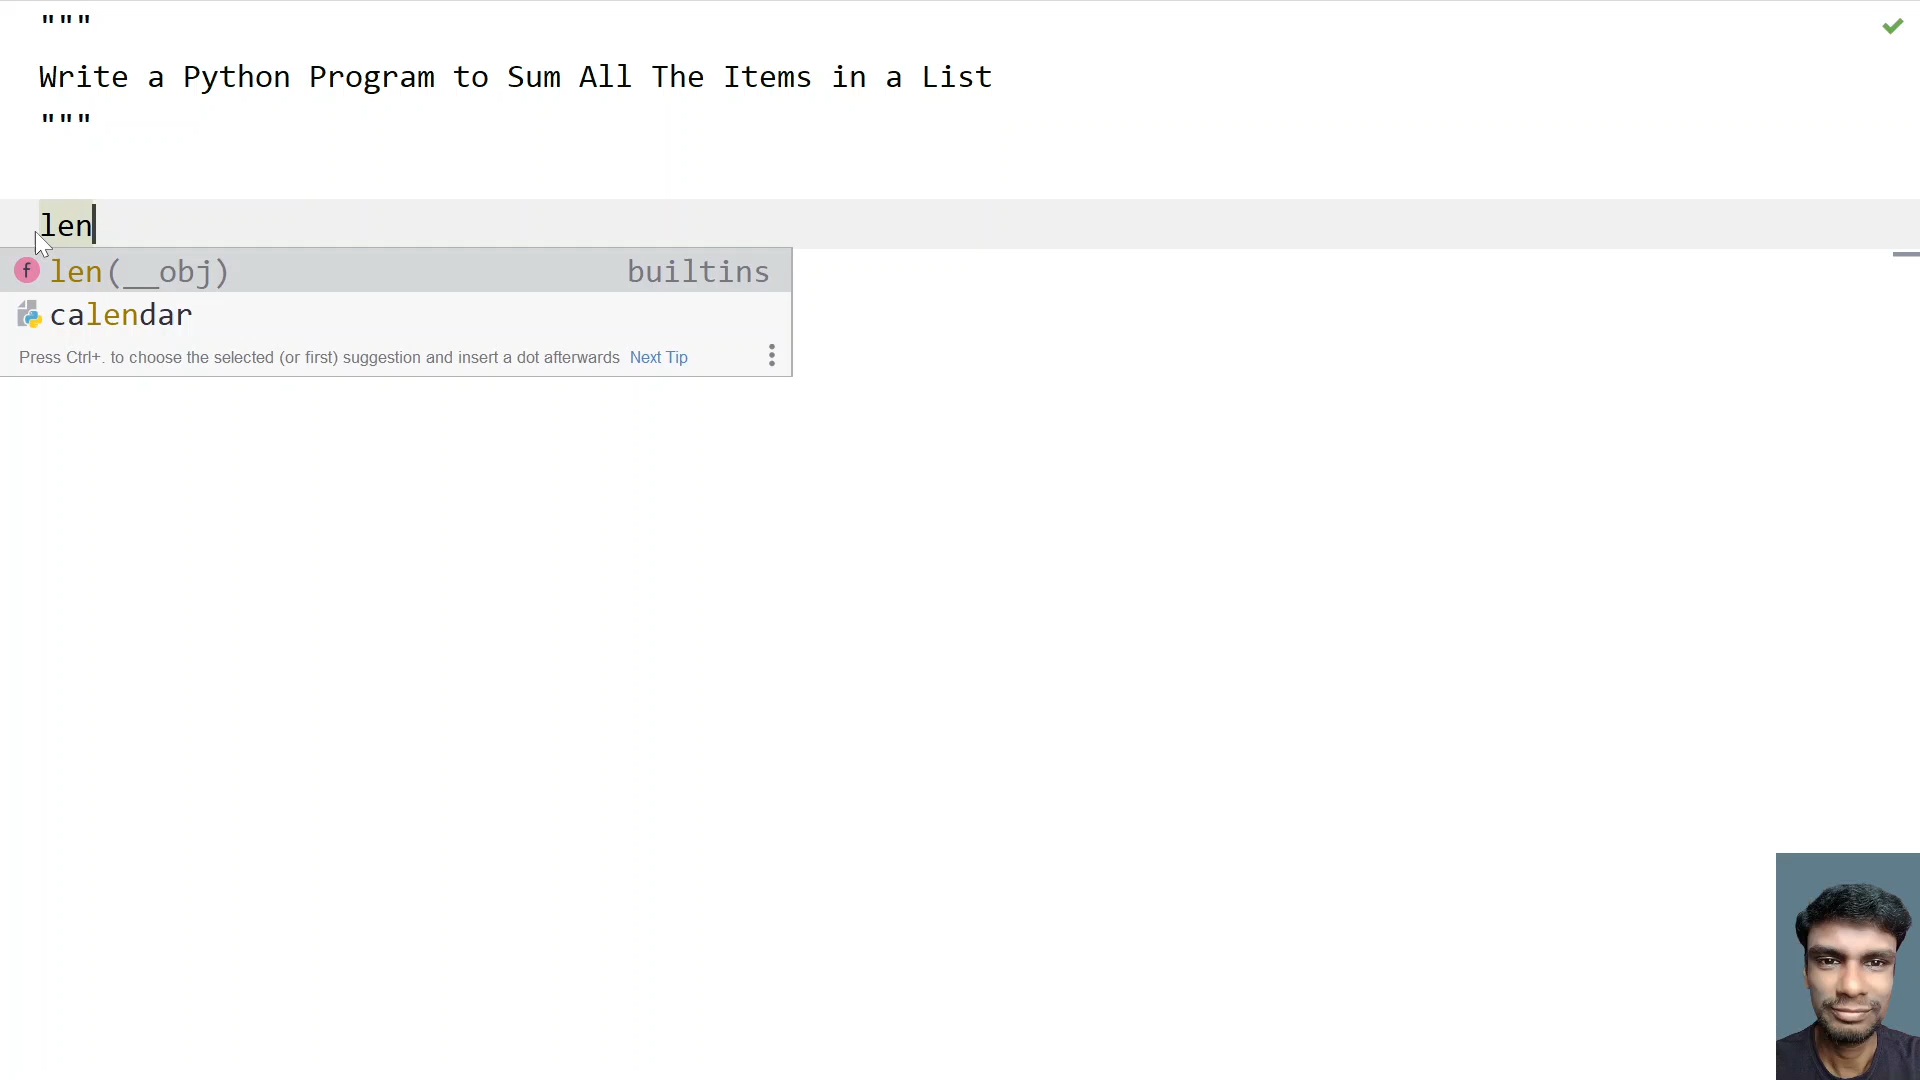 """
Write a Python Program to Sum All The Items in a List
"""
len
f len(__obj) builtins
calendar
Press Ctrl+. to choose the selected (or first) suggestion and insert a dot afterwards Next Tip